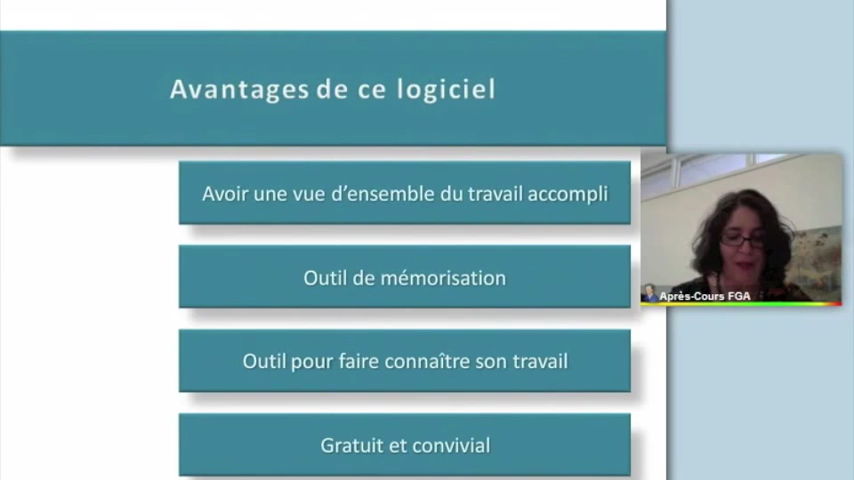 Avantages de ce logiciel
Avoir une vue d’ensemble du travail accompli
Outil de mémorisation
Après-Cours FGA
Outil pour faire connaître son travail
Gratuit et convivial